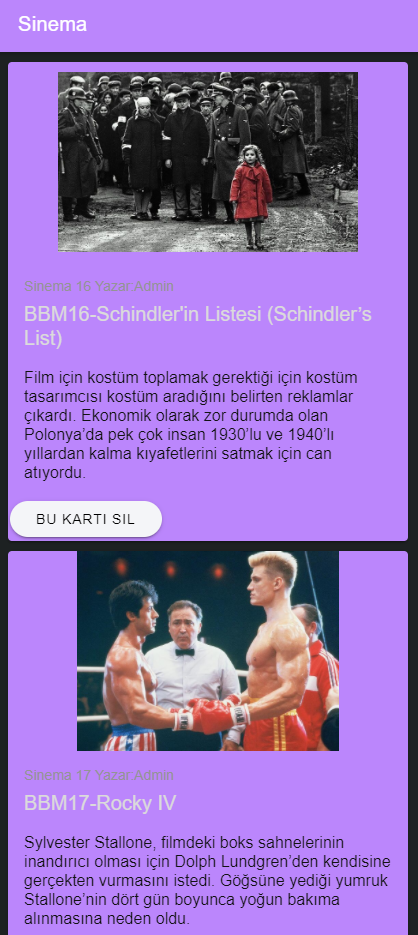 Sinema
Sinema 16 Yazar:Admin
BBM16-Schindler'in Listesi (Schindler’s
List)
Film için kostüm toplamak gerektiği için kostüm
tasarımcısı kostüm aradığını belirten reklamlar
çıkardı. Ekonomik olarak zor durumda olan
Polonya’da pek çok insan 1930’lu ve 1940’lı
yıllardan kalma kıyafetlerini satmak için can
atıyordu.
BU KARTI SIL
Sinema 17 Yazar:Admin
BBM17-Rocky IV
Sylvester Stallone, filmdeki boks sahnelerinin
inandırıcı olması için Dolph Lundgren’den kendisine
gerçekten vurmasını istedi. Göğsüne yediği yumruk
Stallone’nin dört gün boyunca yoğun bakıma
alınmasına neden oldu.